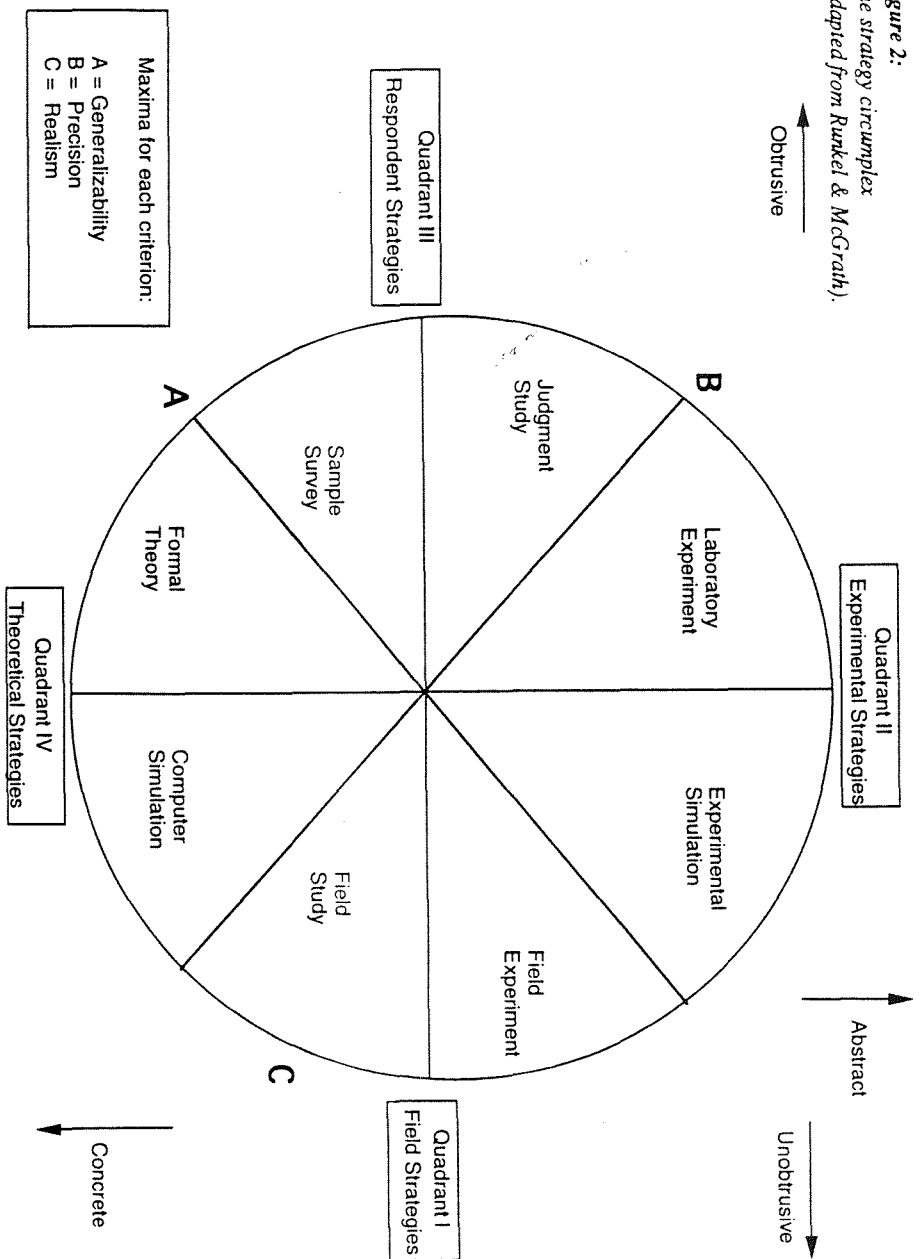 gure 2:
he strategy circumplex
dapted from Runkel & McGrath).
Obtrusive
Unobtrusive
Abstract
Concrete
Quadrant II
Experimental Strategies
B
Laboratory
Experiment
Experimental
Simulation
Judgment
Study
Field
Experiment
Quadrant III
Respondent Strategies
Quadrant I
Field Strategies
Sample
Survey
Field
Study
C
Formal
Theory
Computer
Simulation
A
Maxima for each criterion:
A = Generalizability
B = Precision
C = Realism
Quadrant IV
Theoretical Strategies